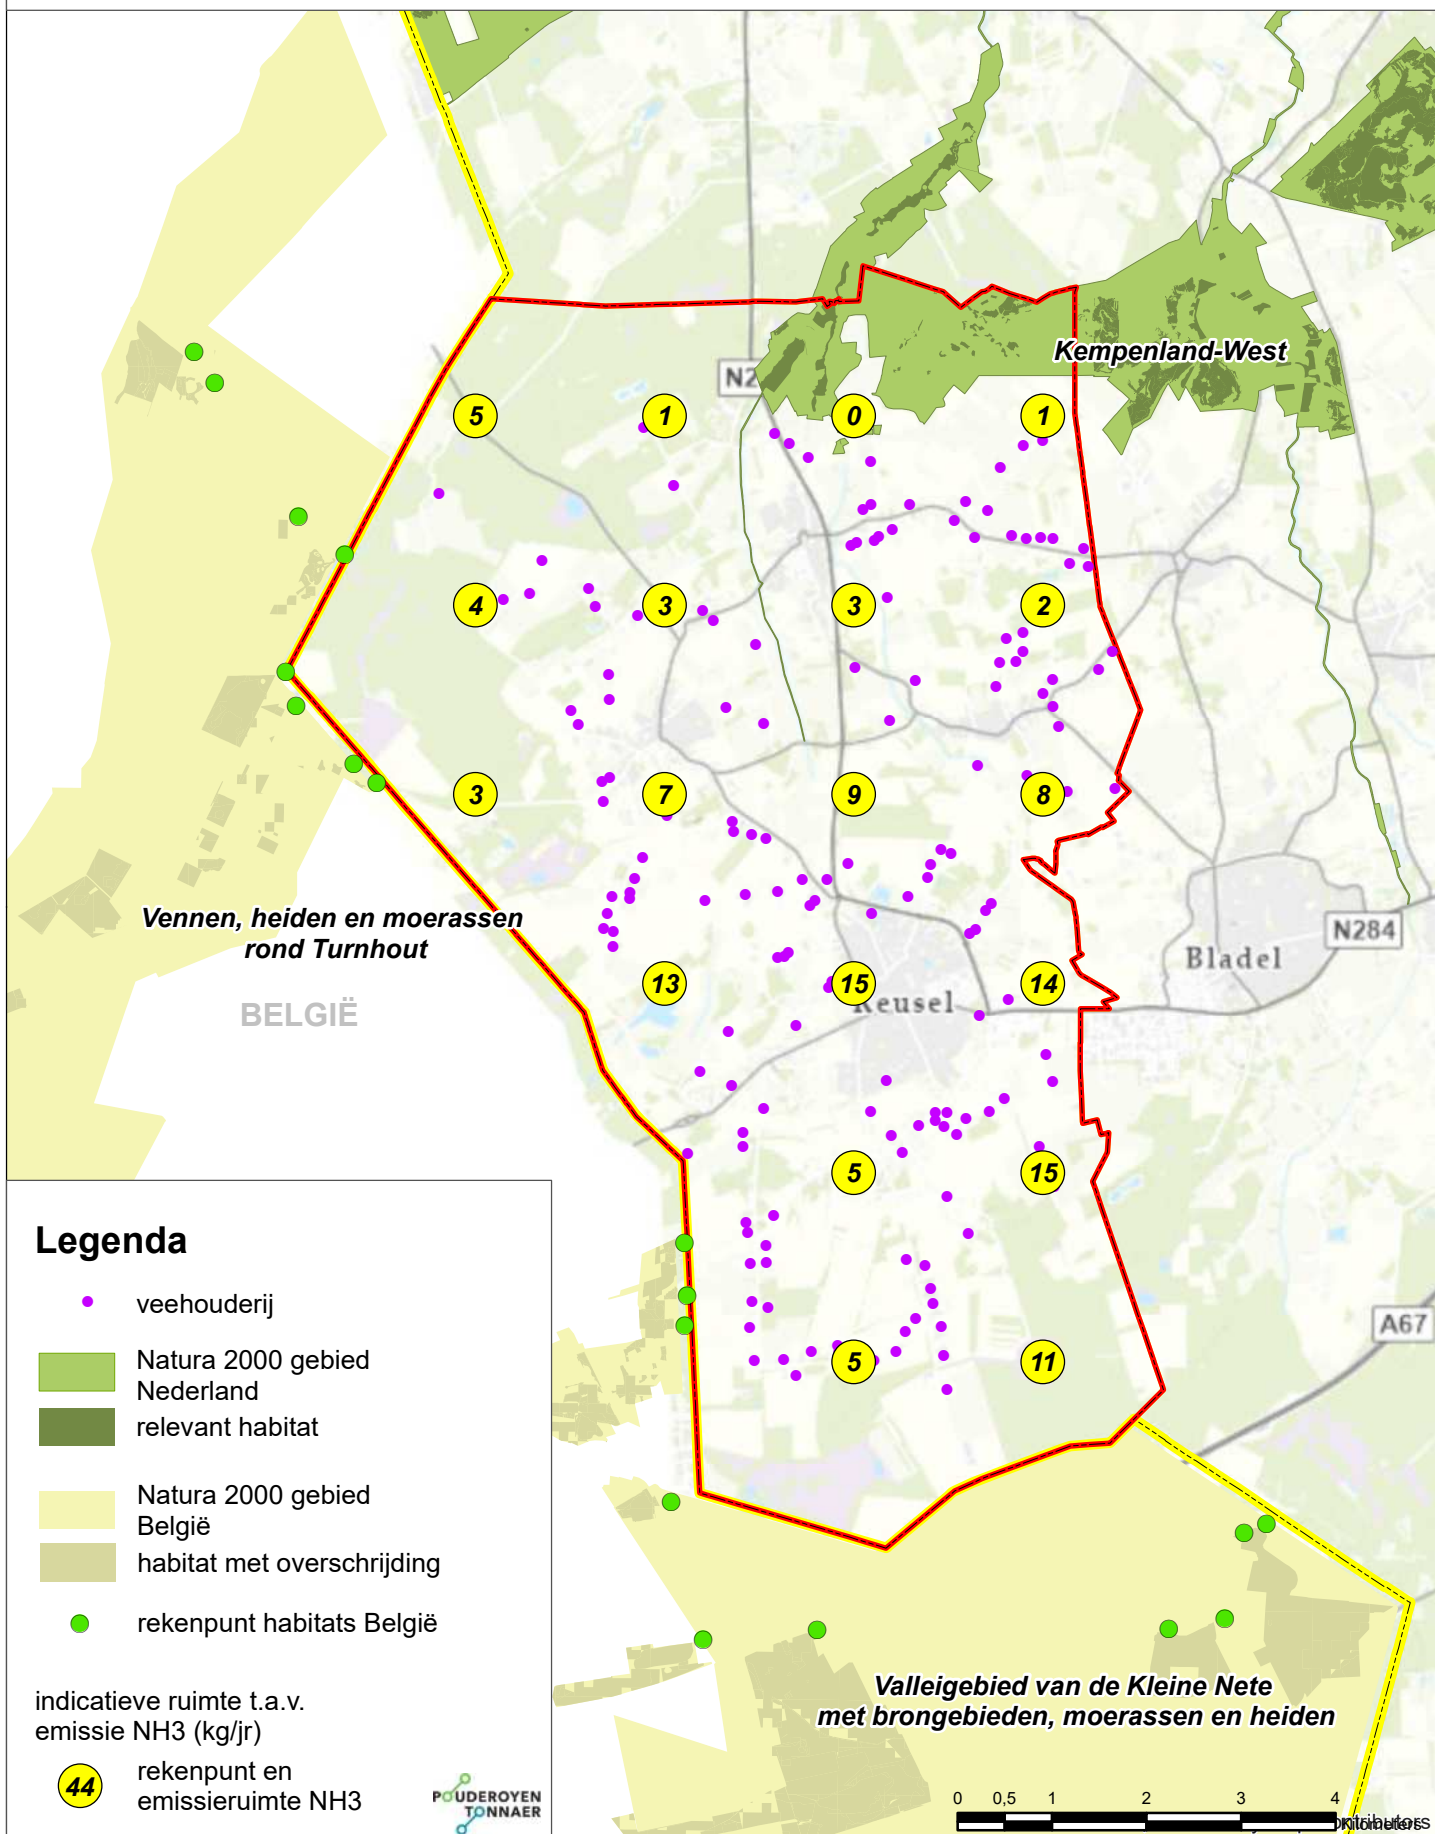 N2
Kempenland-West
5
1
0
1
4
3
3
2
3
7
9
8
Vennen, heiden en moerassen
rond Turnhout
N284
Bladel
13
15
14
Reusel
BELGIË
5
15
A67
5
11
Legenda
veehouderij
Natura 2000 gebied
Nederland
relevant habitat
Natura 2000 gebied
België
habitat met overschrijding
rekenpunt habitats België
indicatieve ruimte t.a.v.
emissie NH3 (kg/jr)
44
rekenpunt en
emissieruimte NH3
POUDEROYEN
TONNAER
Valleigebied van de Kleine Nete
met brongebieden, moerassen en heiden
0 0,5 1 2 3 4
Kilometers